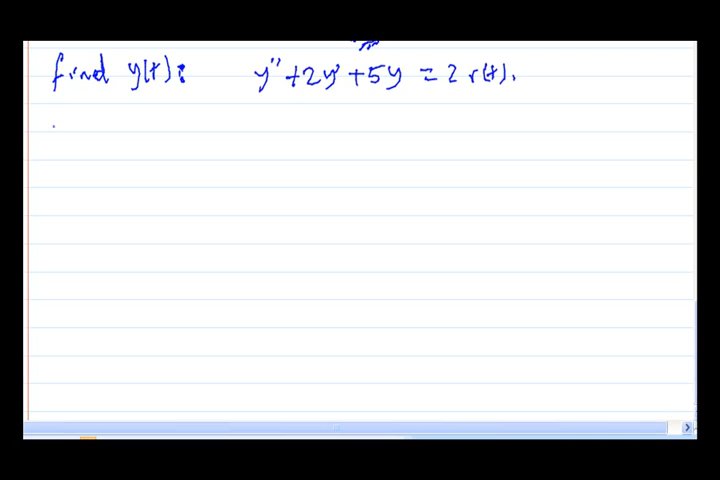 find y(t): y'' + 2y' + 5y = 2 r(t).